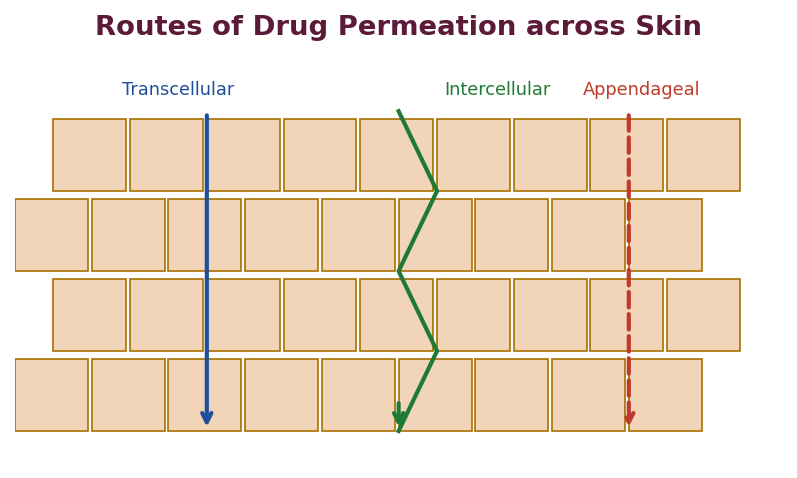 Routes of Drug Permeation across Skin
Transcellular
Intercellular
Appendageal